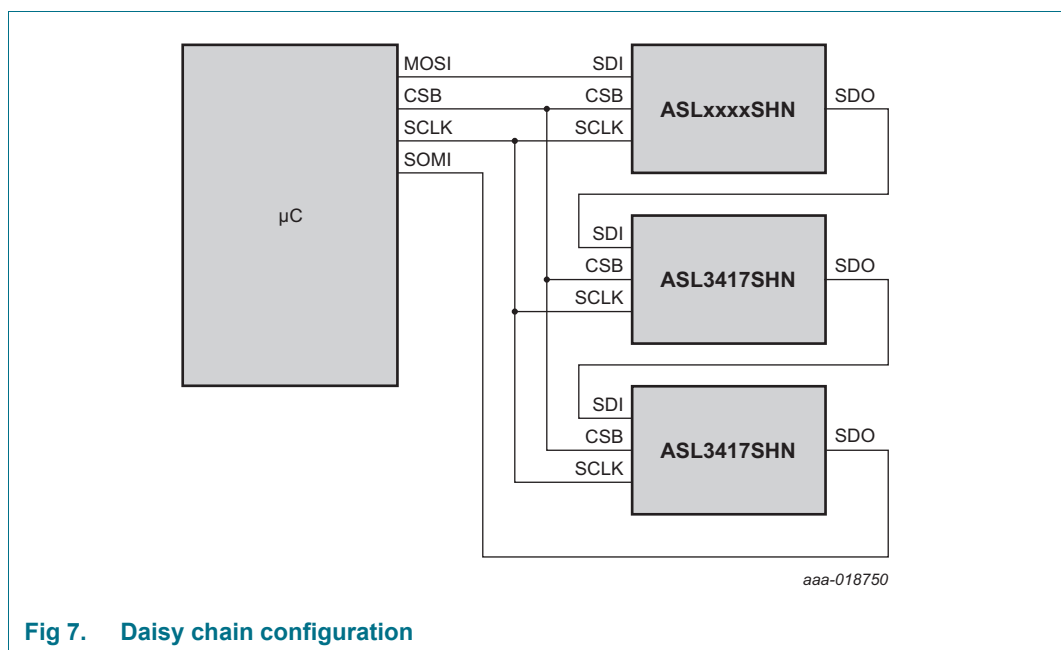 MOSI
CSB
SCLK
SOMI
µC
SDI
CSB
SCLK
ASLxxxxSHN
SDO
SDI
CSB
SCLK
ASL3417SHN
SDO
SDI
CSB
SCLK
ASL3417SHN
SDO
aaa-018750
Fig 7. Daisy chain configuration